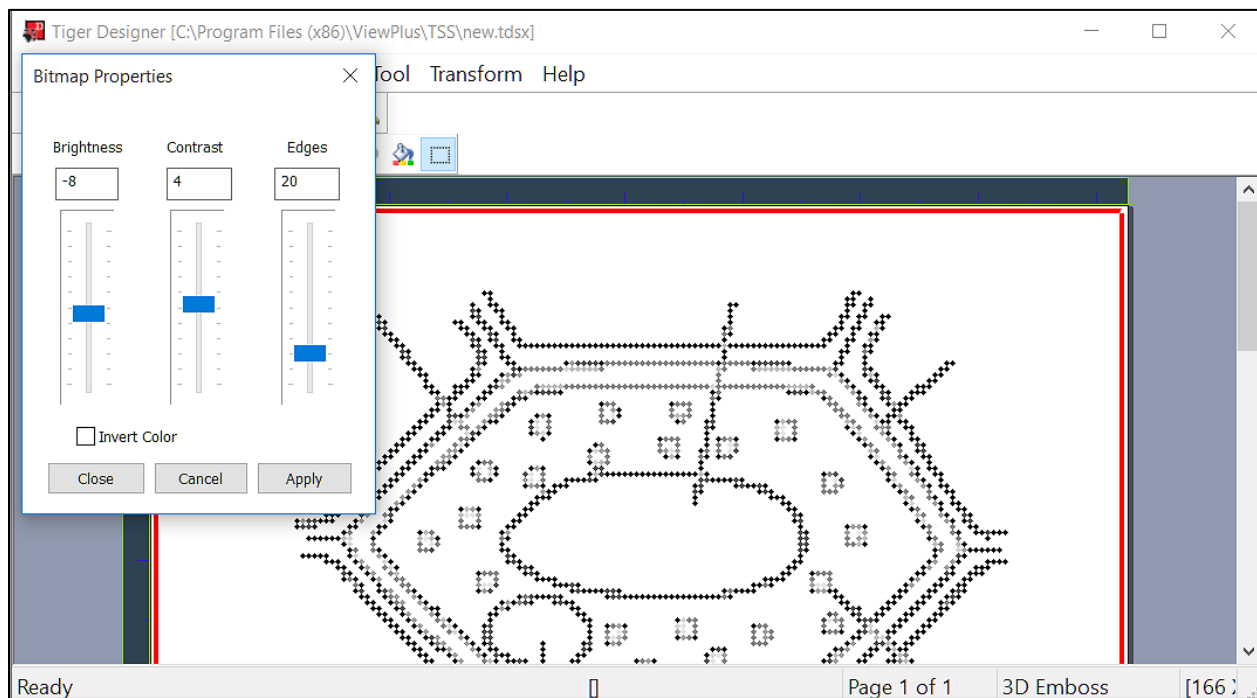 Tiger Designer [C:\Program Files (x86)\ViewPlus\TSS\new.tdsx]
Bitmap Properties
Tool Transform Help
Brightness Contrast Edges
-8 4 20
Invert Color
Close Cancel Apply
Ready [] Page 1 of 1 3D Emboss [166